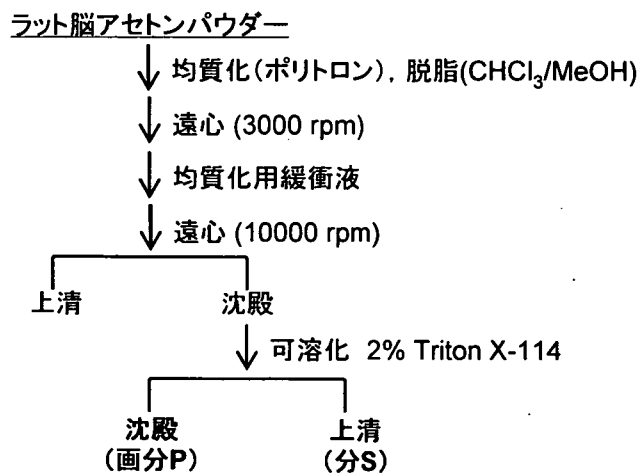 ラット脳アセトンパウダー
均質化(ポリトロン), 脱脂(CHCl₃/MeOH)
遠心 (3000 rpm)
均質化用緩衝液
遠心 (10000 rpm)
上清 沈殿
可溶化 2% Triton X-114
沈殿 上清
(画分P) (分S)